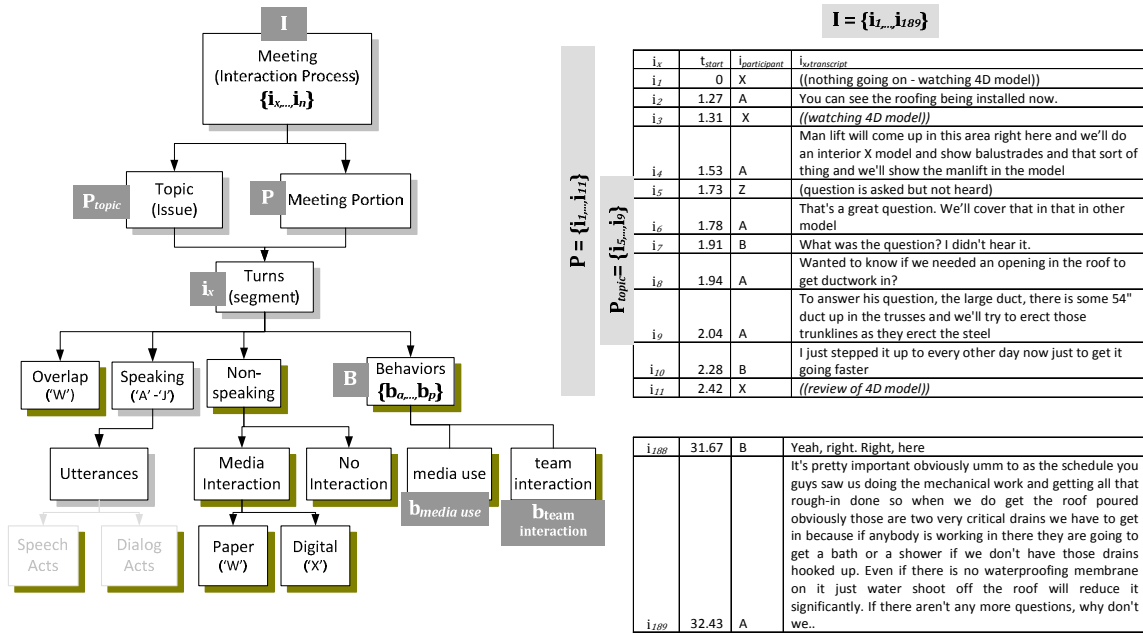 I
Meeting
(Interaction Process)
{ix,...,in}
Ptopic
Topic
(Issue)
P
Meeting Portion
ix
Turns
(segment)
Overlap
('W')
Speaking
('A' -'J')
Non-
speaking
B
Behaviors
{ba,...,bp}
Utterances
Media
Interaction
No
Interaction
media use
bmedia use
team
interaction
bteam
interaction
Speech
Acts
Dialog
Acts
Paper
('W')
Digital
('X')
I = {i1,...,i189}
P = {i1,...,i11}
Ptopic= {i5,...,i9}
ix tstart iparticipant ix,transcript
i1 0 X ((nothing going on - watching 4D model))
i2 1.27 A You can see the roofing being installed now.
i3 1.31 X ((watching 4D model))
Man lift will come up in this area right here and we'll do
an interior X model and show balustrades and that sort of
i4 1.53 A thing and we'll show the manlift in the model
i5 1.73 Z (question is asked but not heard)
That's a great question. We'll cover that in that in other
i6 1.78 A model
i7 1.91 B What was the question? I didn't hear it.
Wanted to know if we needed an opening in the roof to
i8 1.94 A get ductwork in?
To answer his question, the large duct, there is some 54"
duct up in the trusses and we'll try to erect those
i9 2.04 A trunklines as they erect the steel
I just stepped it up to every other day now just to get it
i10 2.28 B going faster
i11 2.42 X ((review of 4D model))
i188 31.67 B Yeah, right. Right, here
It's pretty important obviously umm to as the schedule you
guys saw us doing the mechanical work and getting all that
rough-in done so when we do get the roof poured
obviously those are two very critical drains we have to get
in because if anybody is working in there they are going to
get a bath or a shower if we don't have those drains
hooked up. Even if there is no waterproofing membrane
on it just water shoot off the roof will reduce it
significantly. If there aren't any more questions, why don't
i189 32.43 A we..